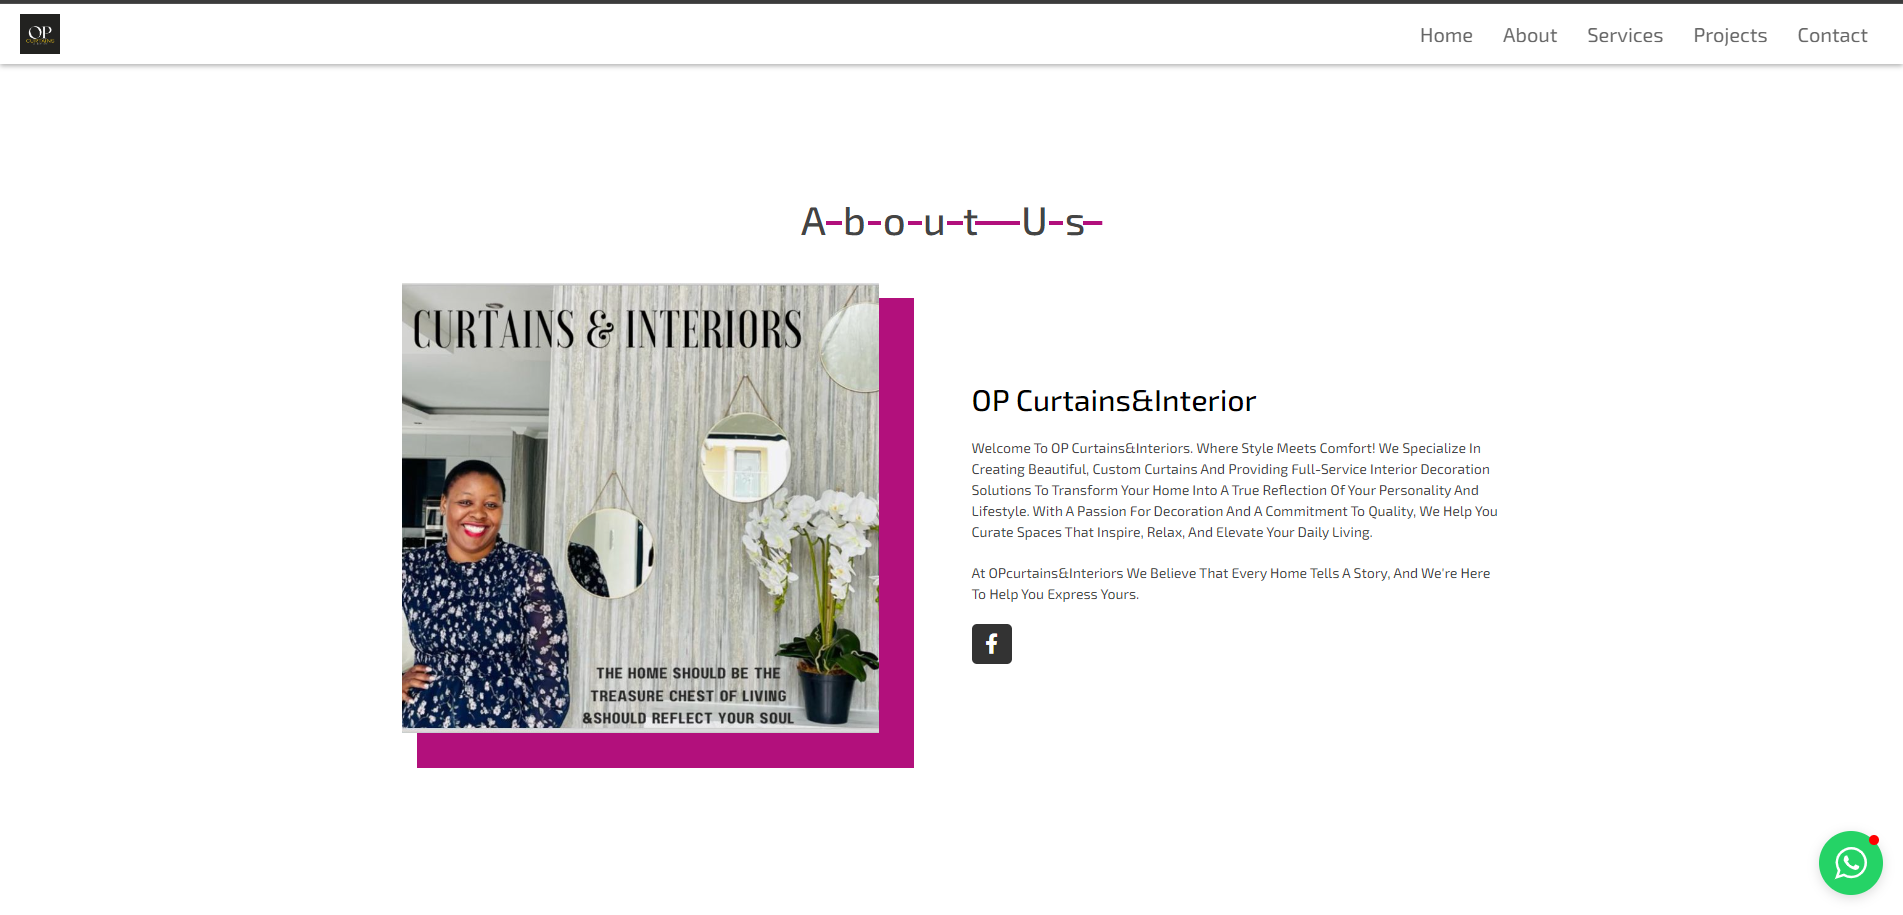 OP
CURTAINS
Home About Services Projects Contact
About Us
CURTAINS & INTERIORS
THE HOME SHOULD BE THE
TREASURE CHEST OF LIVING
&SHOULD REFLECT YOUR SOUL
OP Curtains&Interior
Welcome To OP Curtains&Interiors. Where Style Meets Comfort! We Specialize In
Creating Beautiful, Custom Curtains And Providing Full-Service Interior Decoration
Solutions To Transform Your Home Into A True Reflection Of Your Personality And
Lifestyle. With A Passion For Decoration And A Commitment To Quality, We Help You
Curate Spaces That Inspire, Relax, And Elevate Your Daily Living.
At OPcurtains&Interiors We Believe That Every Home Tells A Story, And We're Here
To Help You Express Yours.